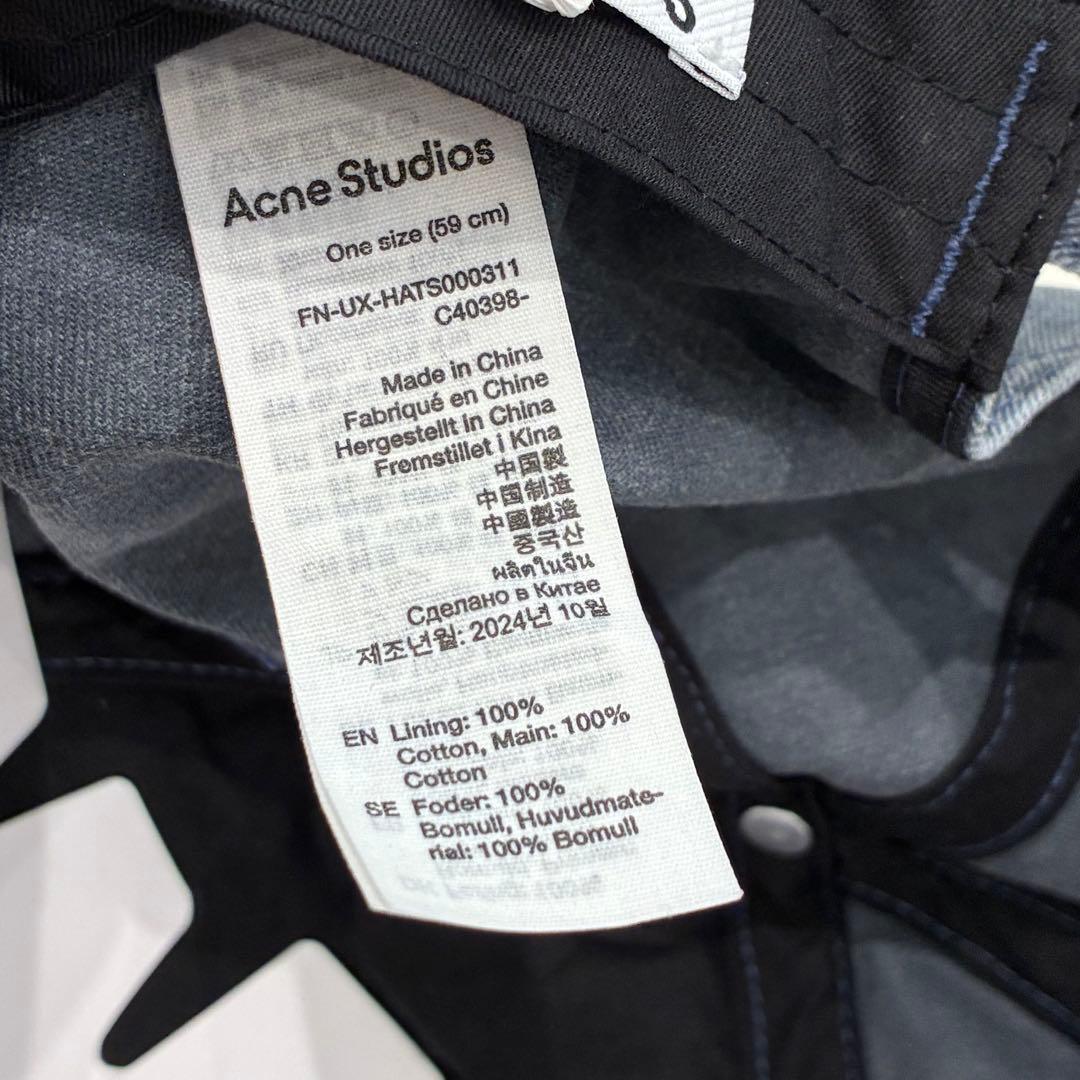 Acne Studios
One size (59 cm)
FN-UX-HATS000311
C40398-
Made in China
Fabriqué en Chine
Hergestellt in China
Fremstillet i Kina
中国製
中国制造
中國製造
중국산
ผลิตในจีน
Сделано в Китае
제조년월: 2024년 10월
EN Lining: 100%
Cotton, Main: 100%
Cotton
SE Foder: 100%
Bomull, Huvudmate-
rial: 100% Bomull